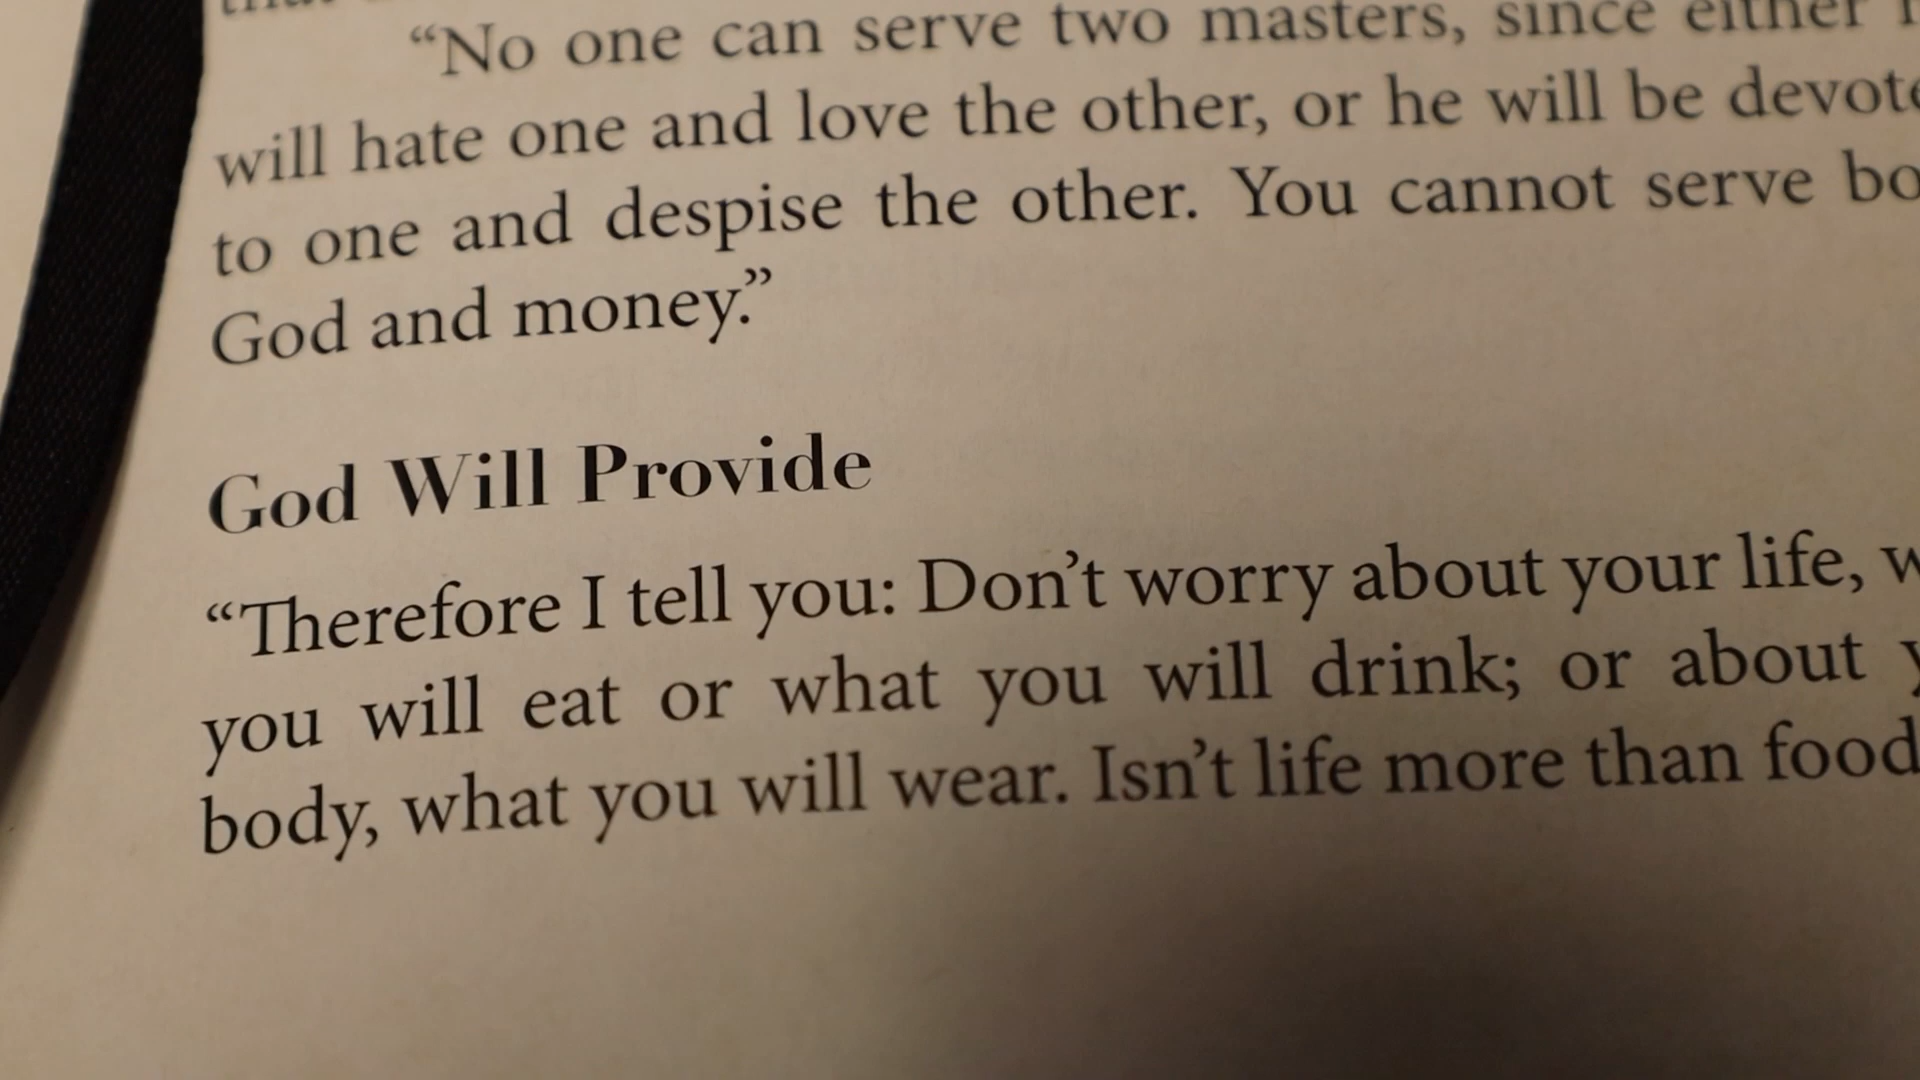 “No one can serve two masters, since either
will hate one and love the other, or he will be devote
to one and despise the other. You cannot serve bo
God and money.”
God Will Provide
“Therefore I tell you: Don’t worry about your life, w
you will eat or what you will drink; or about y
body, what you will wear. Isn’t life more than food